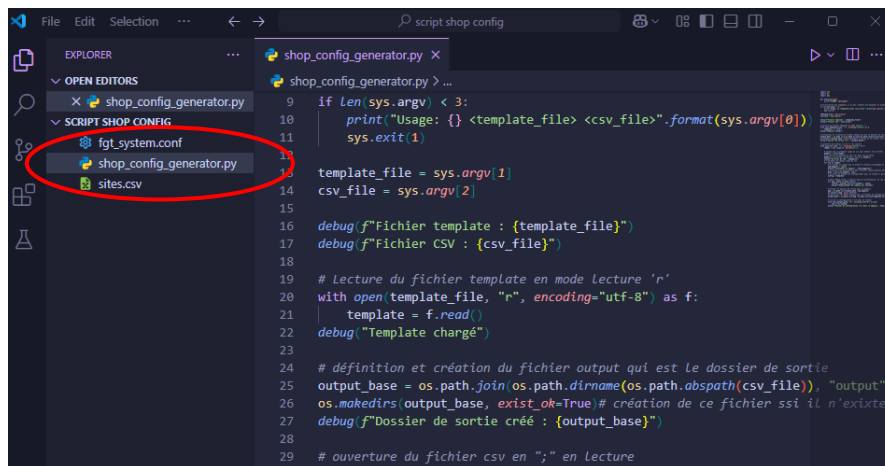 File Edit Selection ··· ← → script shop config
EXPLORER ···
OPEN EDITORS
shop_config_generator.py
SCRIPT SHOP CONFIG
fgt_system.conf
shop_config_generator.py
sites.csv
shop_config_generator.py
shop_config_generator.py > ...
9 if len(sys.argv) < 3:
10 print("Usage: {} <template_file> <csv_file>".format(sys.argv[0]))
11 sys.exit(1)
12
13 template_file = sys.argv[1]
14 csv_file = sys.argv[2]
15
16 debug(f"Fichier template : {template_file}")
17 debug(f"Fichier CSV : {csv_file}")
18
19 # Lecture du fichier template en mode lecture 'r'
20 with open(template_file, "r", encoding="utf-8") as f:
21 template = f.read()
22 debug("Template chargé")
23
24 # définition et création du fichier output qui est le dossier de sortie
25 output_base = os.path.join(os.path.dirname(os.path.abspath(csv_file)), "output"
26 os.makedirs(output_base, exist_ok=True)# création de ce fichier ssi il n'exixte
27 debug(f"Dossier de sortie créé : {output_base}")
28
29 # ouverture du fichier csv en ";" en lecture